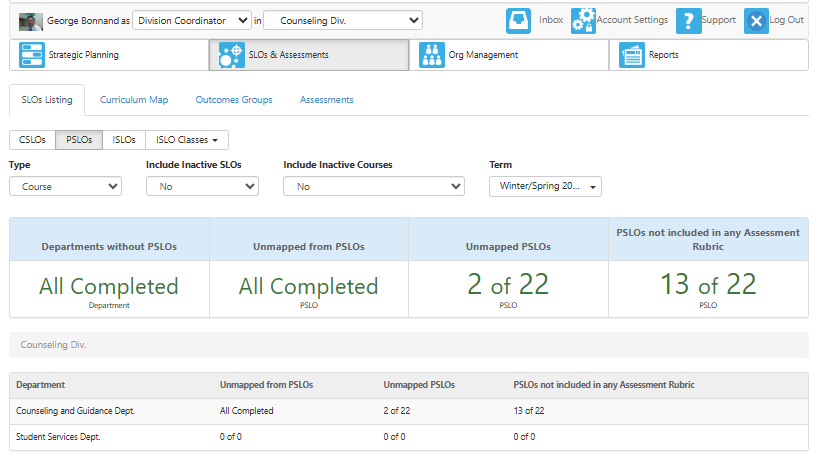 George Bonnand as Division Coordinator in Counseling Div. Inbox Account Settings Support Log Out
Strategic Planning SLOs & Assessments Org Management Reports
SLOs Listing Curriculum Map Outcomes Groups Assessments
CSLOs PSLOs ISLOs ISLO Classes
Type Include Inactive SLOs Include Inactive Courses Term
Course No No Winter/Spring 20...
Departments without PSLOs Unmapped from PSLOs Unmapped PSLOs PSLOs not included in any Assessment Rubric
All Completed All Completed 2 of 22 13 of 22
Department PSLO PSLO PSLO
Counseling Div.
Department Unmapped from PSLOs Unmapped PSLOs PSLOs not included in any Assessment Rubric
Counseling and Guidance Dept. All Completed 2 of 22 13 of 22
Student Services Dept. 0 of 0 0 of 0 0 of 0